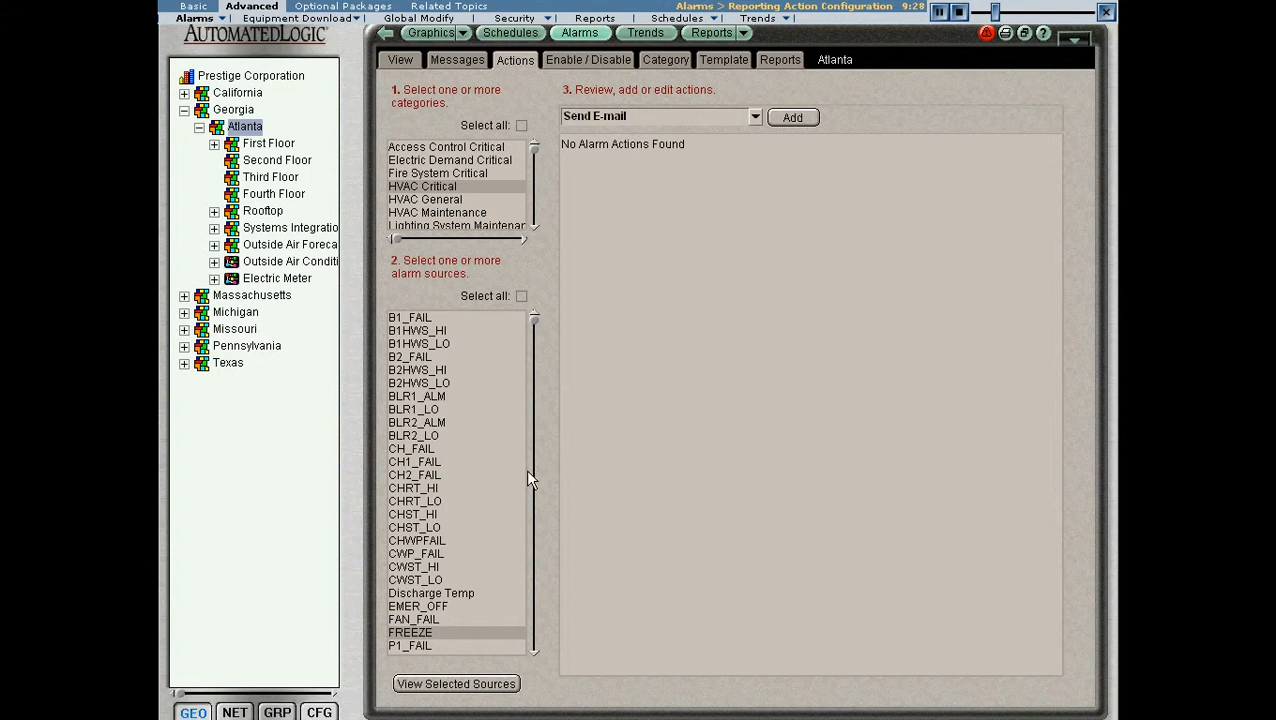 Basic Advanced Optional Packages Related Topics Alarms > Reporting Action Configuration 9:28
Alarms Equipment Download Global Modify Security Reports Schedules Trends
AUTOMATEDLOGIC Graphics Schedules Alarms Trends Reports
View Messages Actions Enable / Disable Category Template Reports Atlanta
Prestige Corporation
California
Georgia
Atlanta
First Floor
Second Floor
Third Floor
Fourth Floor
Rooftop
Systems Integratio
Outside Air Foreca
Outside Air Conditi
Electric Meter
Massachusetts
Michigan
Missouri
Pennsylvania
Texas
GEO NET GRP CFG
1. Select one or more
categories.
Select all:
Access Control Critical
Electric Demand Critical
Fire System Critical
HVAC Critical
HVAC General
HVAC Maintenance
Lighting System Maintenar
2. Select one or more
alarm sources.
Select all:
B1_FAIL
B1HWS_HI
B1HWS_LO
B2_FAIL
B2HWS_HI
B2HWS_LO
BLR1_ALM
BLR1_LO
BLR2_ALM
BLR2_LO
CH_FAIL
CH1_FAIL
CH2_FAIL
CHRT_HI
CHRT_LO
CHST_HI
CHST_LO
CHWPFAIL
CWP_FAIL
CWST_HI
CWST_LO
Discharge Temp
EMER_OFF
FAN_FAIL
FREEZE
P1_FAIL
View Selected Sources
3. Review, add or edit actions.
Send E-mail Add
No Alarm Actions Found